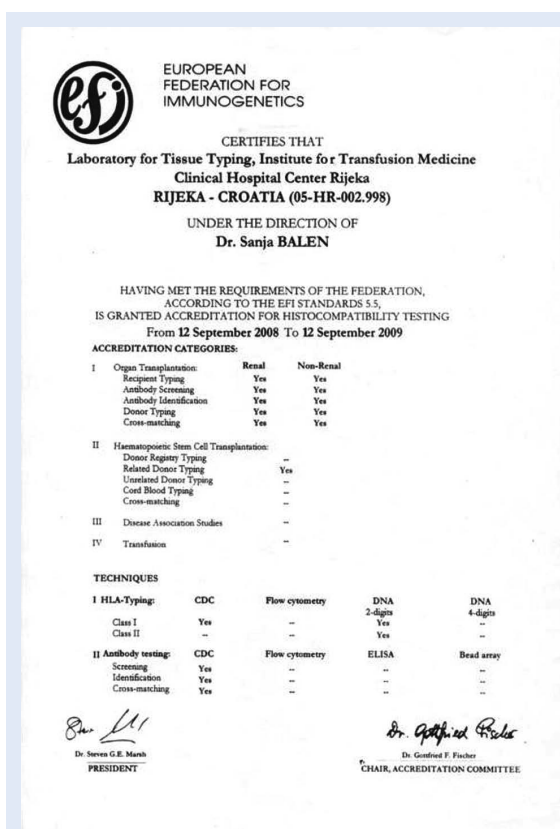 efi
EUROPEAN
FEDERATION FOR
IMMUNOGENETICS
CERTIFIES THAT
Laboratory for Tissue Typing, Institute for Transfusion Medicine
Clinical Hospital Center Rijeka
RIJEKA - CROATIA (05-HR-002.998)
UNDER THE DIRECTION OF
Dr. Sanja BALEN
HAVING MET THE REQUIREMENTS OF THE FEDERATION,
ACCORDING TO THE EFI STANDARDS 5.5,
IS GRANTED ACCREDITATION FOR HISTOCOMPATIBILITY TESTING
From 12 September 2008 To 12 September 2009
ACCREDITATION CATEGORIES:
I Organ Transplantation: Renal Non-Renal
Recipient Typing Yes Yes
Antibody Screening Yes Yes
Antibody Identification Yes Yes
Donor Typing Yes Yes
Cross-matching Yes Yes
II Haematopoietic Stem Cell Transplantation:
Donor Registry Typing --
Related Donor Typing Yes
Unrelated Donor Typing --
Cord Blood Typing --
Cross-matching --
III Disease Association Studies --
IV Transfusion --
TECHNIQUES
I HLA-Typing: CDC Flow cytometry DNA DNA
2-digits 4-digits
Class I Yes -- Yes --
Class II -- -- Yes --
II Antibody testing: CDC Flow cytometry ELISA Bead array
Screening Yes -- -- --
Identification Yes -- -- --
Cross-matching Yes -- -- --
Dr. Gottfried Fischer
Dr. Steven G.E. Marsh Dr. Gottfried F. Fischer
PRESIDENT CHAIR, ACCREDITATION COMMITTEE